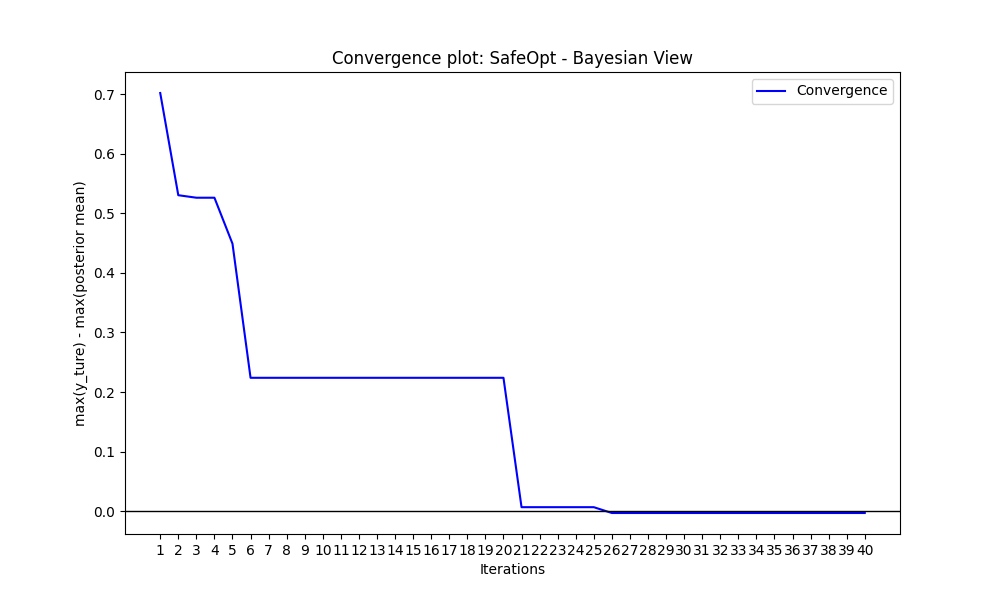 Convergence plot: SafeOpt - Bayesian View
Convergence
max(y_ture) - max(posterior mean)
0.7
0.6
0.5
0.4
0.3
0.2
0.1
0.0
1 2 3 4 5 6 7 8 9 10 11 12 13 14 15 16 17 18 19 20 21 22 23 24 25 26 27 28 29 30 31 32 33 34 35 36 37 38 39 40
Iterations